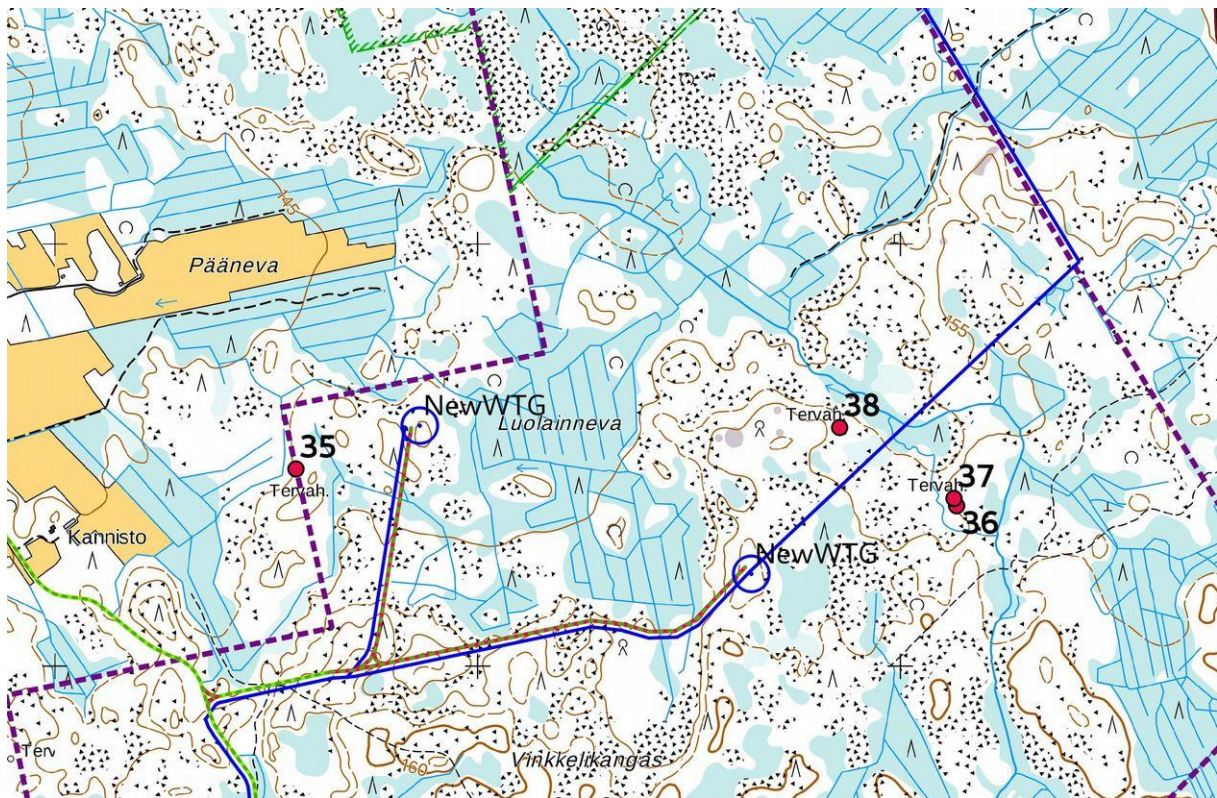 145
Pääneva
155
NewWTG
Luolainneva
Tervah.
38
35
Tervah.
Tervah.
37
36
Kannisto
NewWTG
Terv
160
Vinkkelikangas